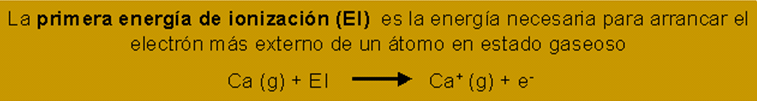 La primera energía de ionización (EI) es la energía necesaria para arrancar el
electrón más externo de un átomo en estado gaseoso
Ca (g) + EI ⟶ Ca⁺ (g) + e⁻